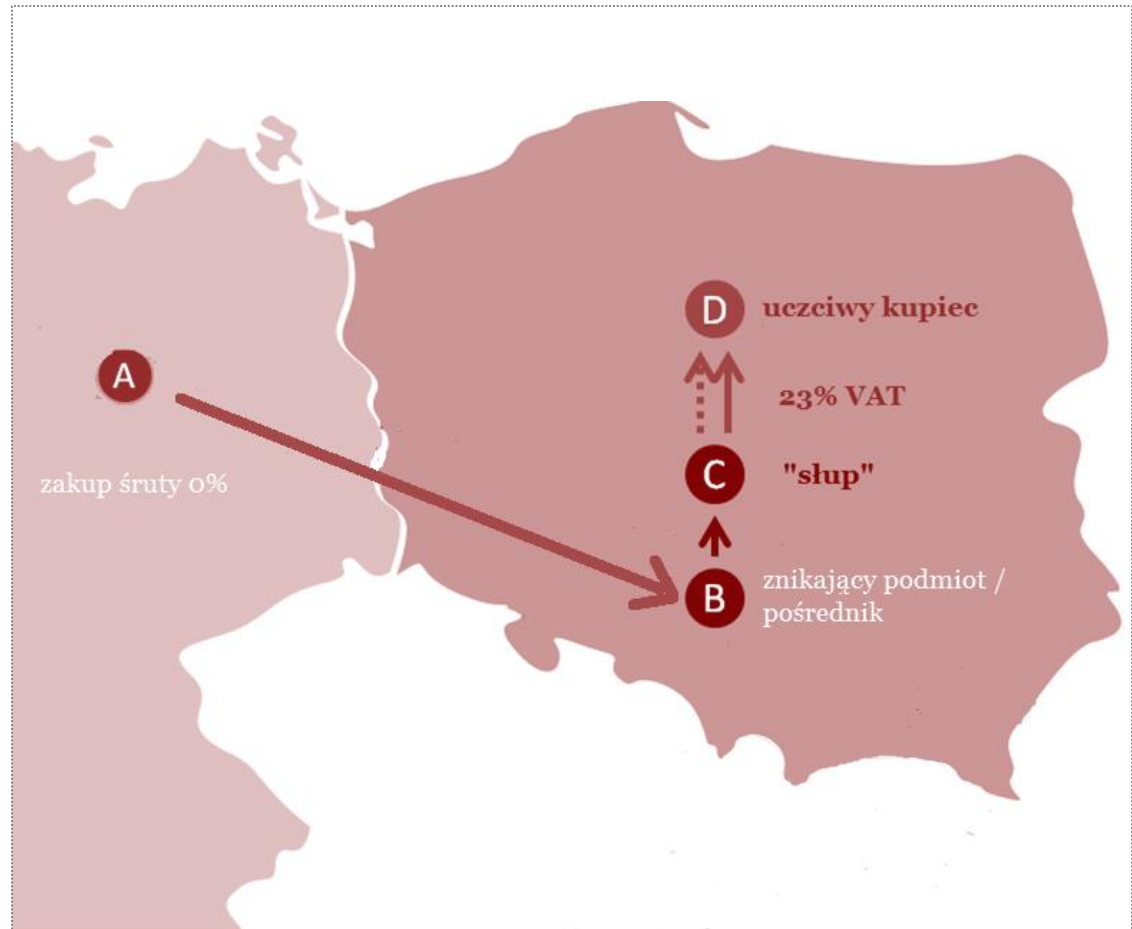 D
uczciwy kupiec
A
23% VAT
zakup śruty 0%
C
"słup"
B
znikający podmiot /
pośrednik